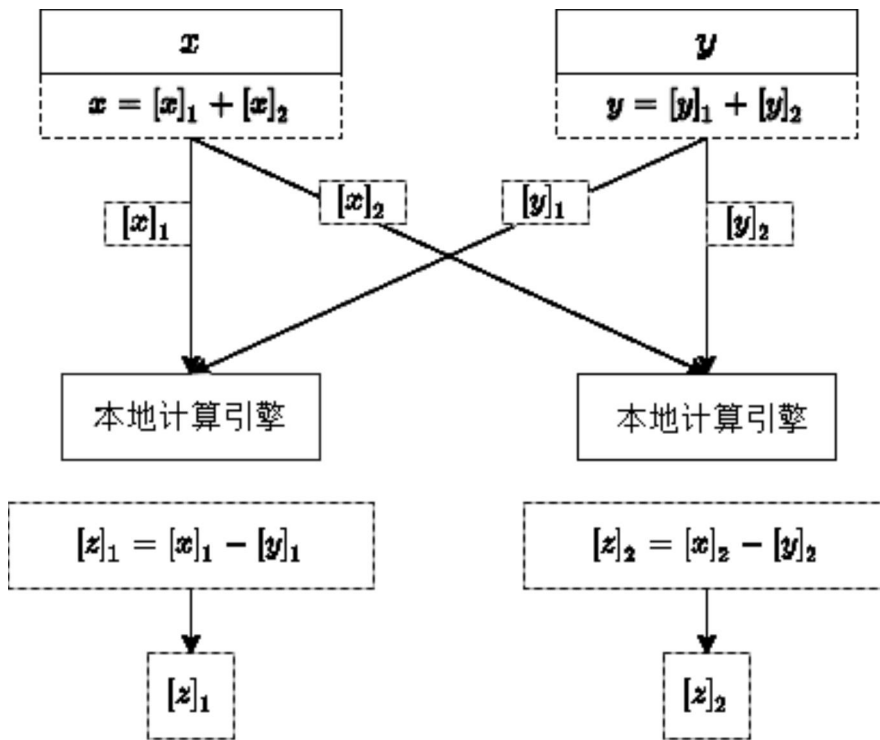 x
y
x = [x]₁ + [x]₂
y = [y]₁ + [y]₂
[x]₁
[x]₂
[y]₁
[y]₂
本地计算引擎
本地计算引擎
[z]₁ = [x]₁ − [y]₁
[z]₂ = [x]₂ − [y]₂
[z]₁
[z]₂